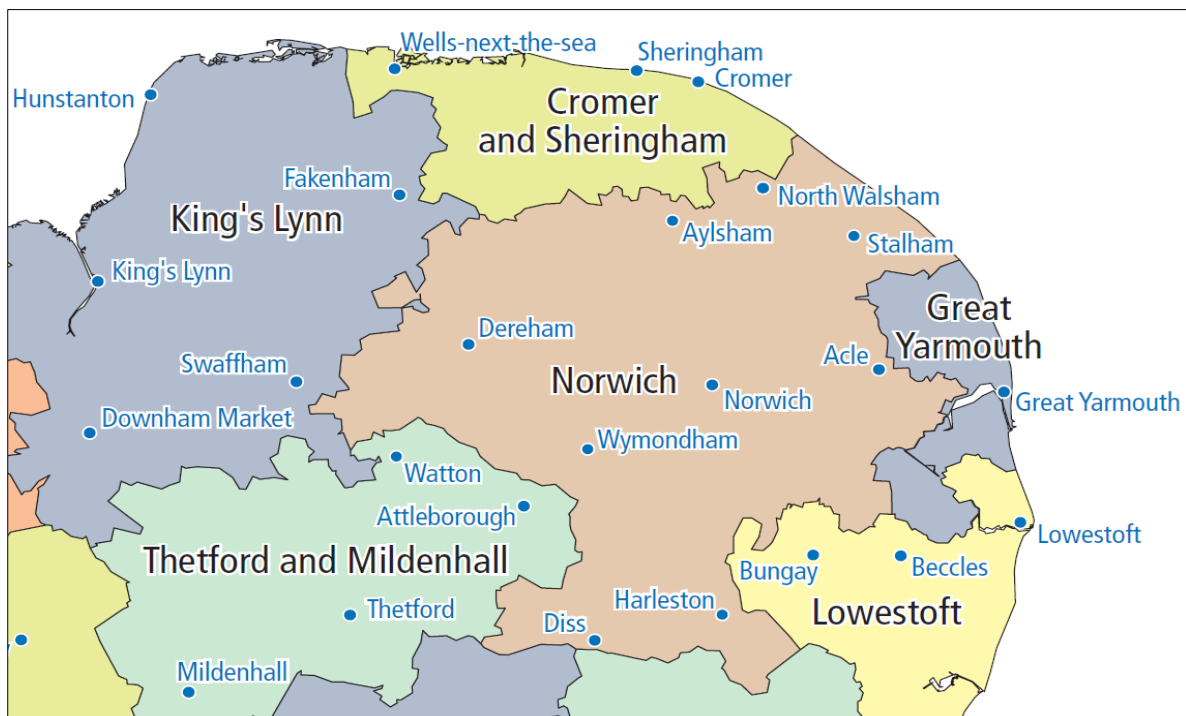 Wells-next-the-sea
Sheringham
Cromer
Hunstanton
Cromer
and Sheringham
Fakenham
North Walsham
King's Lynn
Aylsham
Stalham
King's Lynn
Great
Yarmouth
Dereham
Swaffham
Norwich
Acle
Norwich
Great Yarmouth
Downham Market
Wymondham
Watton
Attleborough
Lowestoft
Thetford and Mildenhall
Bungay
Beccles
Thetford
Harleston
Lowestoft
Diss
Mildenhall